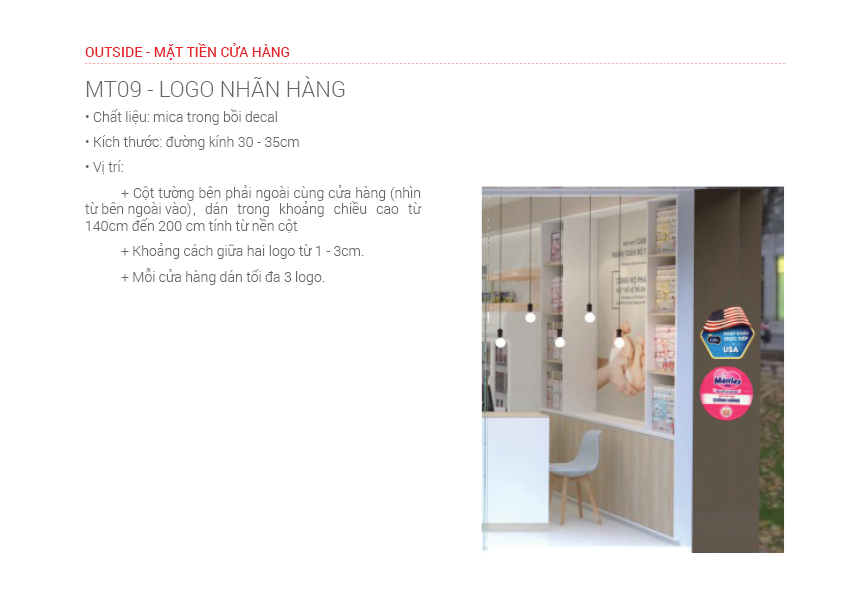 OUTSIDE - MẶT TIỀN CỬA HÀNG
MT09 - LOGO NHÃN HÀNG
• Chất liệu: mica trong bồi decal
• Kích thước: đường kính 30 - 35cm
• Vị trí:
+ Cột tường bên phải ngoài cùng cửa hàng (nhìn
từ bên ngoài vào), dán trong khoảng chiều cao từ
140cm đến 200 cm tính từ nền cột
+ Khoảng cách giữa hai logo từ 1 - 3cm.
+ Mỗi cửa hàng dán tối đa 3 logo.
NHẬP KHẨU
TRỰC TIẾP
USA
Merries
CHÍNH HÃNG